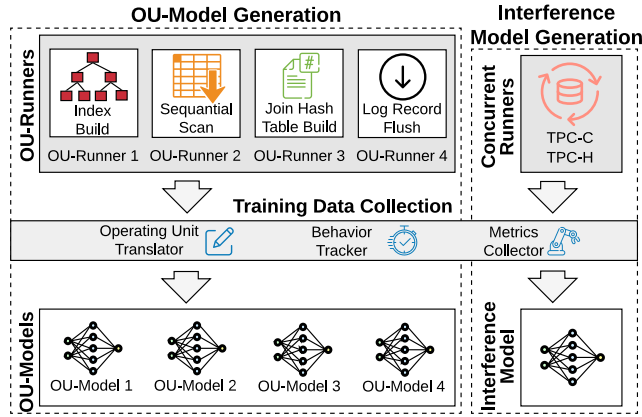 OU-Model Generation
Interference
Model Generation
OU-Runners
Index
Build
OU-Runner 1
Sequantial
Scan
OU-Runner 2
#
Join Hash
Table Build
OU-Runner 3
Log Record
Flush
OU-Runner 4
Concurrent
Runners
TPC-C
TPC-H
Training Data Collection
Operating Unit
Translator
Behavior
Tracker
Metrics
Collector
OU-Models
OU-Model 1
OU-Model 2
OU-Model 3
OU-Model 4
Interference
Model